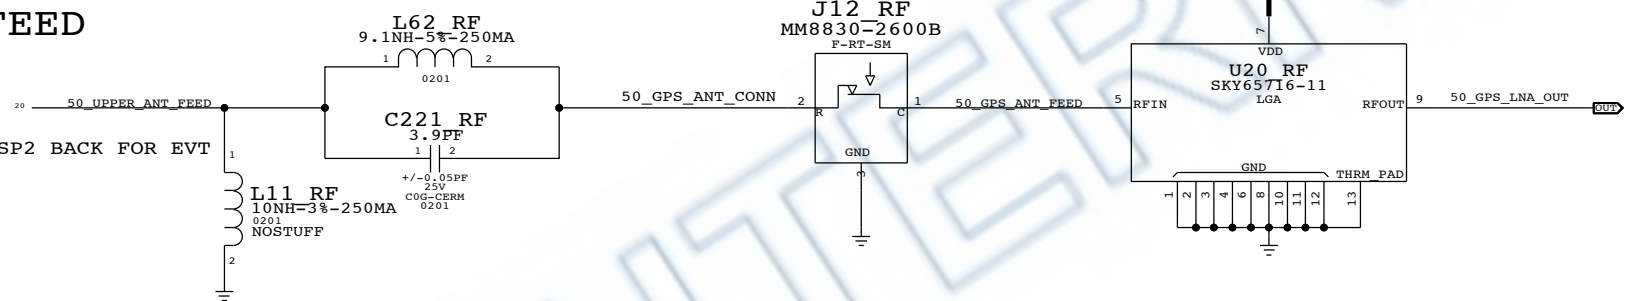 FEED
L62_RF
9.1NH-5%-250MA
1
2
0201
20
50_UPPER_ANT_FEED
C221_RF
3.9PF
1
2
+/-0.05PF
25V
C0G-CERM
0201
SP2 BACK FOR EVT
1
L11_RF
10NH-3%-250MA
0201
NOSTUFF
2
50_GPS_ANT_CONN
J12_RF
MM8830-2600B
F-RT-SM
2
R
C
1
GND
3
50_GPS_ANT_FEED
7
VDD
U20_RF
SKY65716-11
LGA
5
RFIN
RFOUT
9
GND
THRM_PAD
1
2
3
4
6
8
10
11
12
13
50_GPS_LNA_OUT
OUT